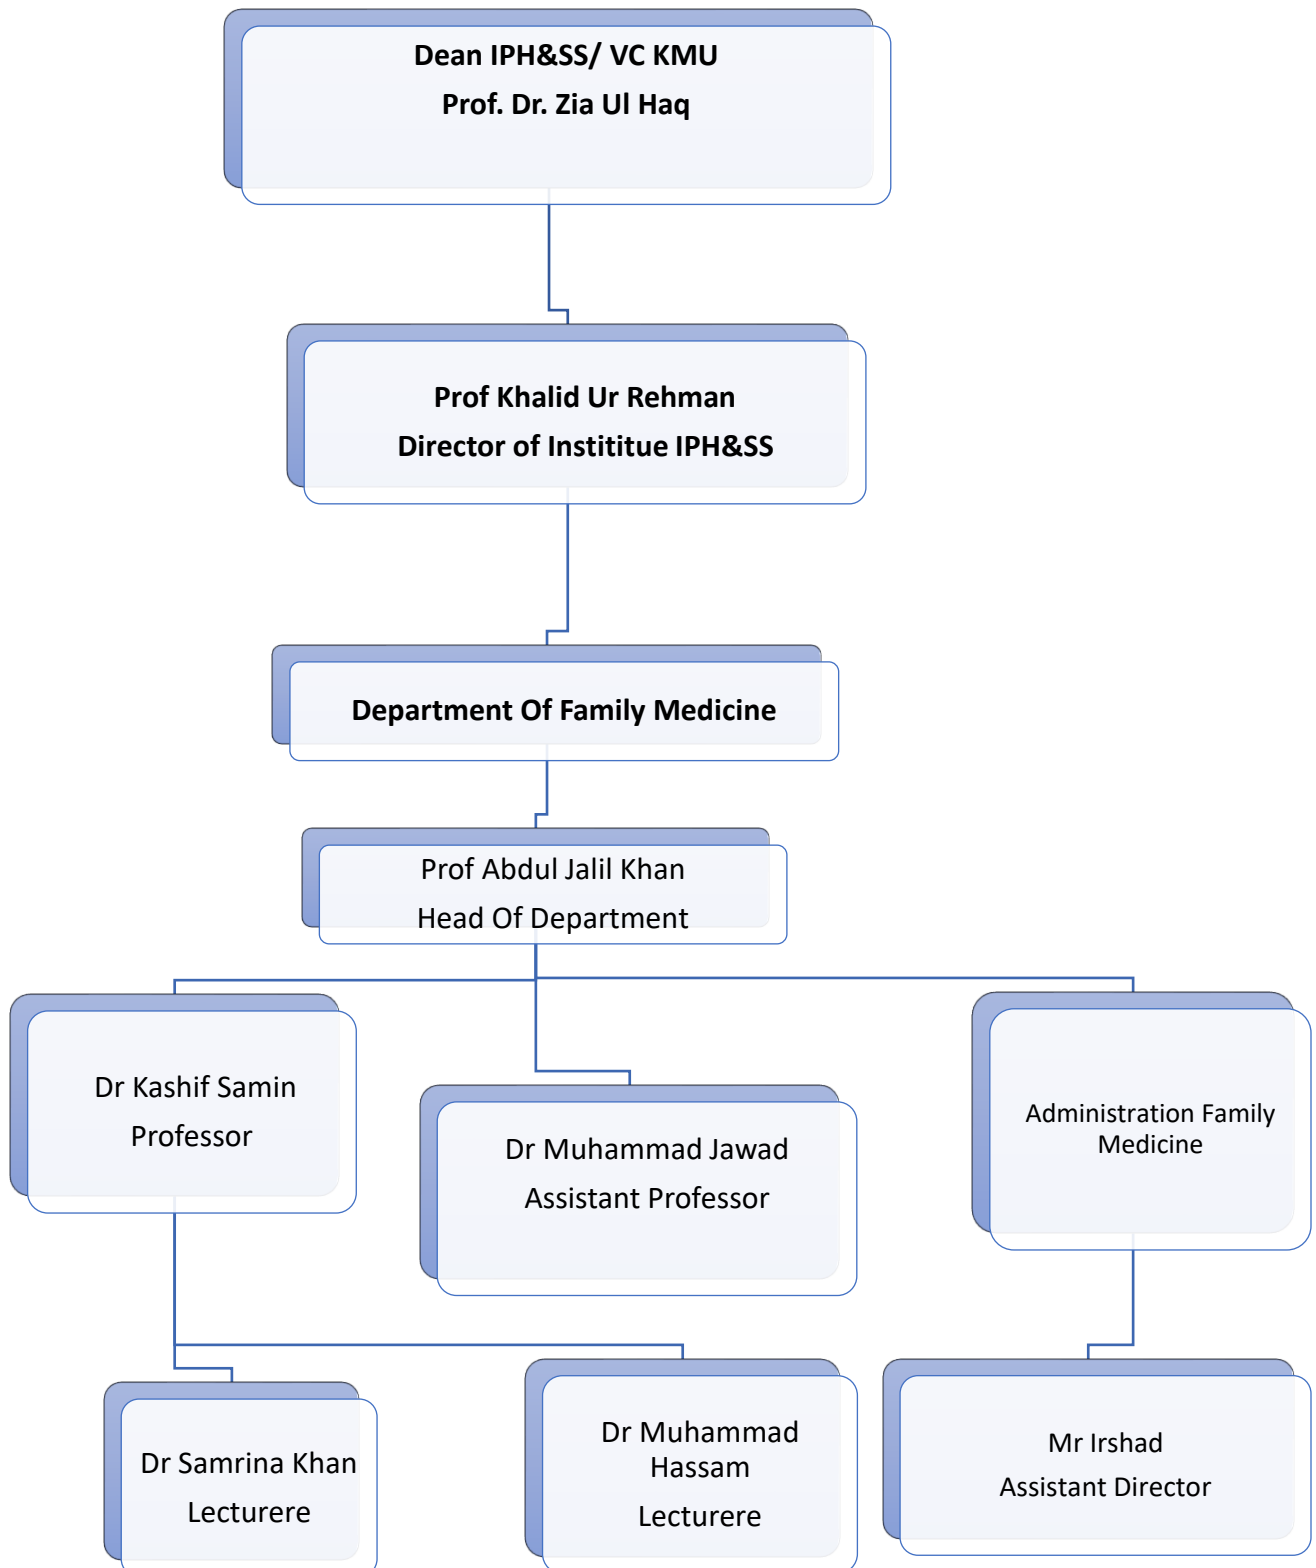 Dean IPH&SS/ VC KMU
Prof. Dr. Zia Ul Haq
Prof Khalid Ur Rehman
Director of Instititue IPH&SS
Department Of Family Medicine
Prof Abdul Jalil Khan
Head Of Department
Dr Kashif Samin
Professor
Dr Muhammad Jawad
Assistant Professor
Administration Family
Medicine
Dr Samrina Khan
Lecturere
Dr Muhammad
Hassam
Lecturere
Mr Irshad
Assistant Director